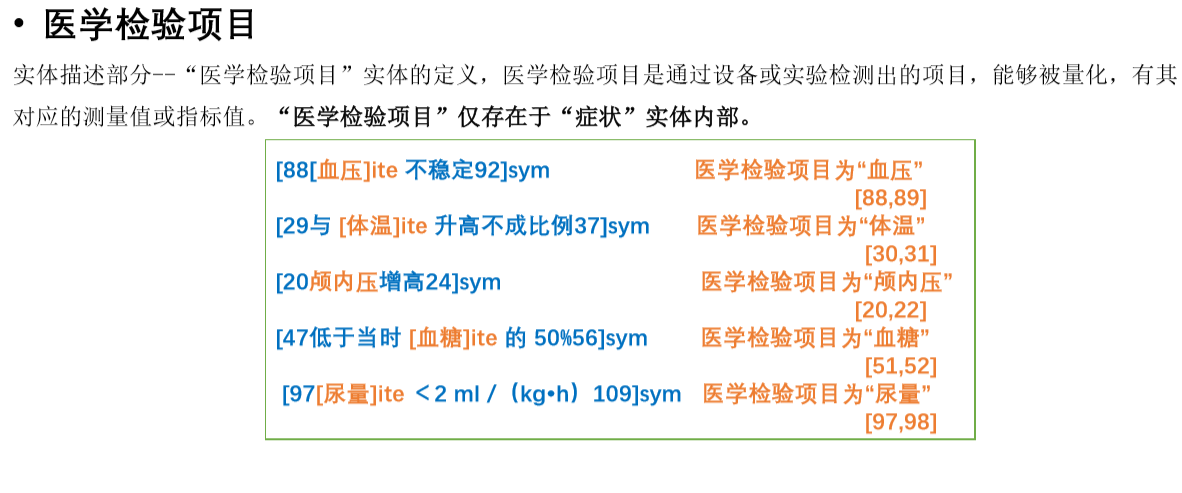 • 医学检验项目
实体描述部分--“医学检验项目”实体的定义，医学检验项目是通过设备或实验检测出的项目，能够被量化，有其
对应的测量值或指标值。“医学检验项目”仅存在于“症状”实体内部。
[88[血压]ite 不稳定92]sym 医学检验项目为“血压”
[88,89]
[29与 [体温]ite 升高不成比例37]sym 医学检验项目为“体温”
[30,31]
[20颅内压增高24]sym 医学检验项目为“颅内压”
[20,22]
[47低于当时 [血糖]ite 的 50%56]sym 医学检验项目为“血糖”
[51,52]
[97[尿量]ite ＜2 ml /（kg•h）109]sym 医学检验项目为“尿量”
[97,98]